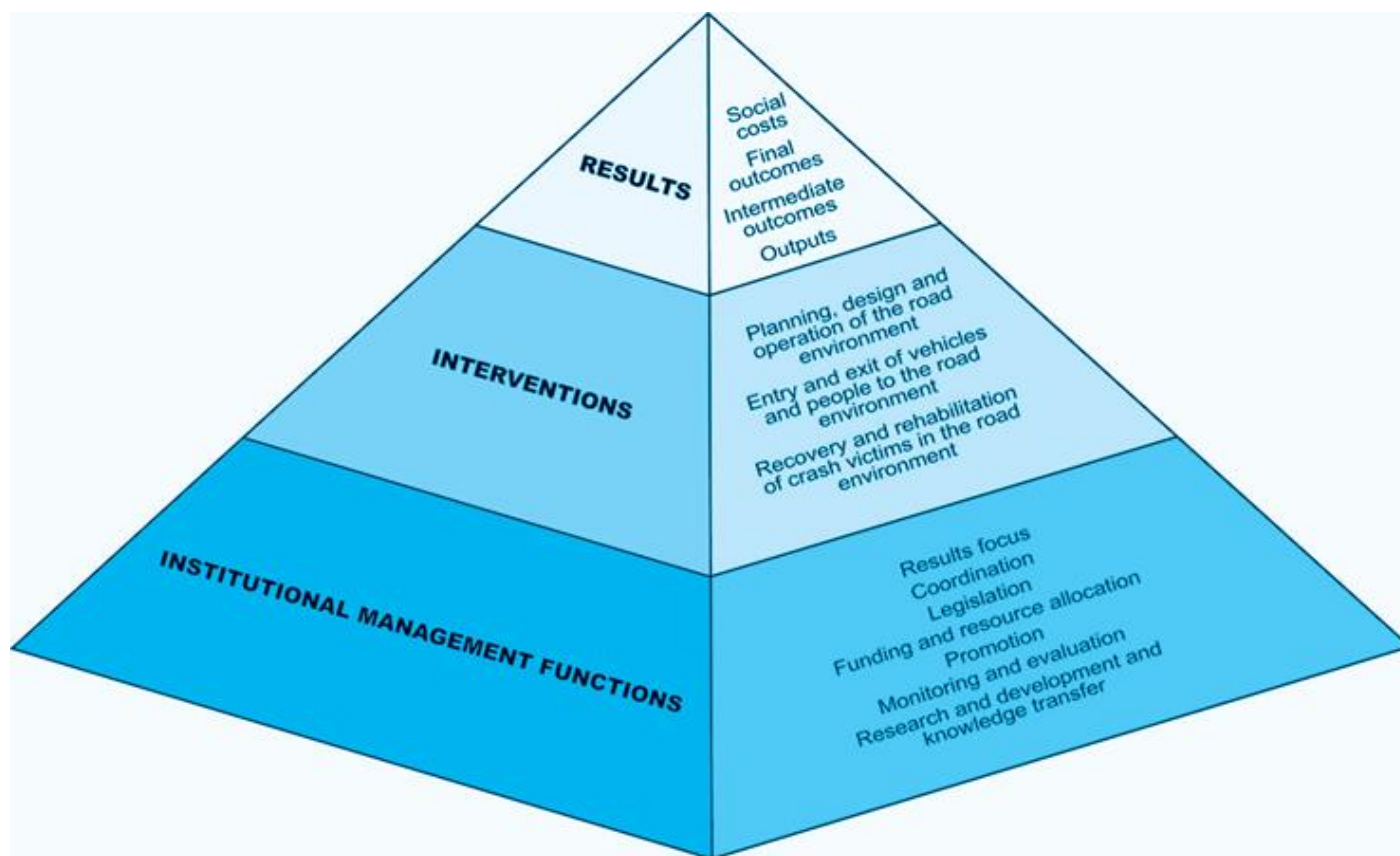 RESULTS
Social
costs
Final
outcomes
Intermediate
outcomes
Outputs
INTERVENTIONS
Planning, design and
operation of the road
environment
Entry and exit of vehicles
and people to the road
environment
Recovery and rehabilitation
of crash victims in the road
environment
INSTITUTIONAL MANAGEMENT FUNCTIONS
Results focus
Coordination
Legislation
Funding and resource allocation
Promotion
Monitoring and evaluation
Research and development and
knowledge transfer